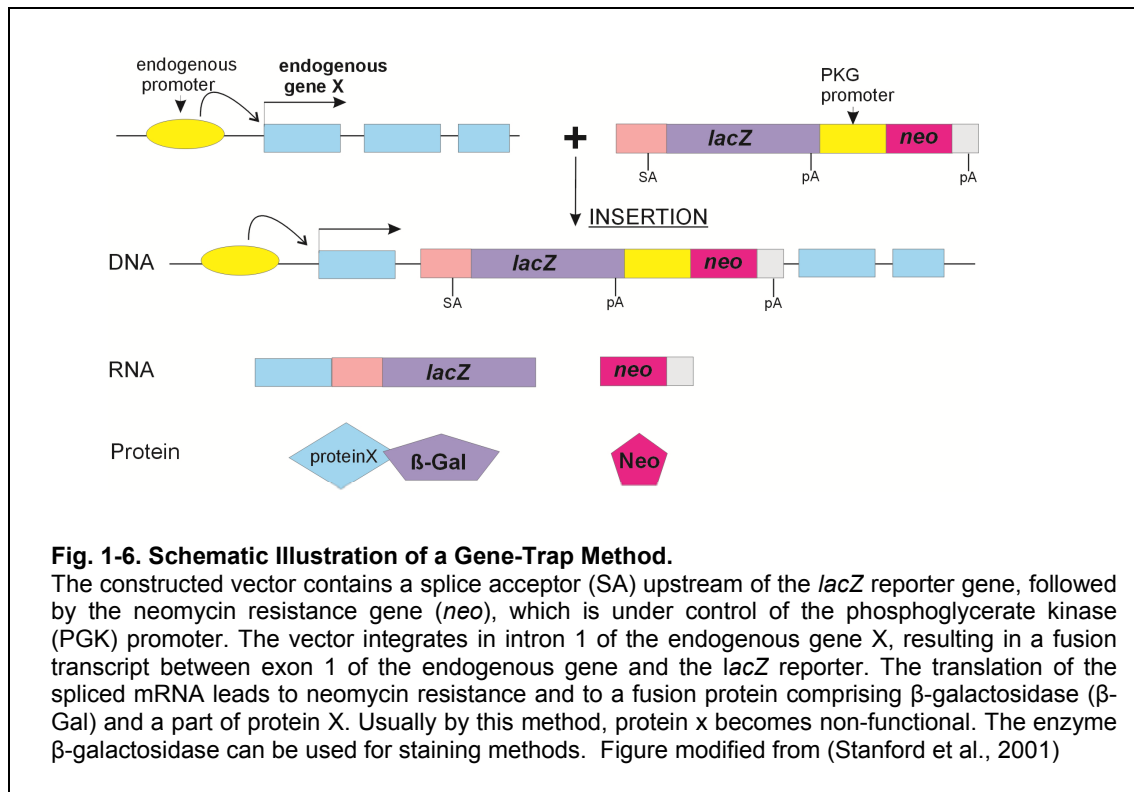 endogenous
promoter
endogenous
gene X
PKG
promoter
+
lacZ
neo
SA
pA
pA
INSERTION
DNA
lacZ
neo
SA
pA
pA
RNA
lacZ
neo
Protein
proteinX
ß-Gal
Neo
Fig. 1-6. Schematic Illustration of a Gene-Trap Method.
The constructed vector contains a splice acceptor (SA) upstream of the lacZ reporter gene, followed
by the neomycin resistance gene (neo), which is under control of the phosphoglycerate kinase
(PGK) promoter. The vector integrates in intron 1 of the endogenous gene X, resulting in a fusion
transcript between exon 1 of the endogenous gene and the lacZ reporter. The translation of the
spliced mRNA leads to neomycin resistance and to a fusion protein comprising β-galactosidase (β-
Gal) and a part of protein X. Usually by this method, protein x becomes non-functional. The enzyme
β-galactosidase can be used for staining methods. Figure modified from (Stanford et al., 2001)